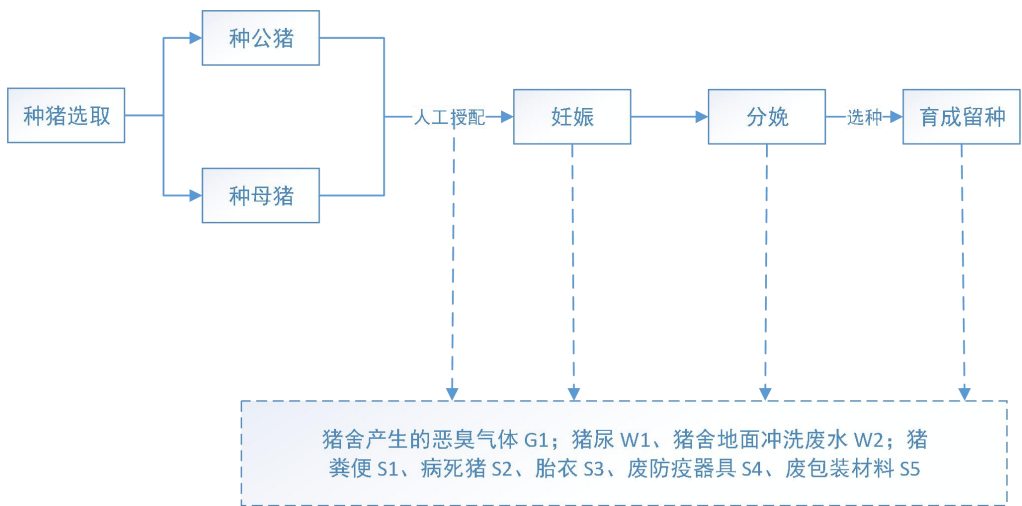 种公猪
种猪选取
人工授配
妊娠
分娩
选种
育成留种
种母猪
猪舍产生的恶臭气体 G1；猪尿 W1、猪舍地面冲洗废水 W2；猪
粪便 S1、病死猪 S2、胎衣 S3、废防疫器具 S4、废包装材料 S5